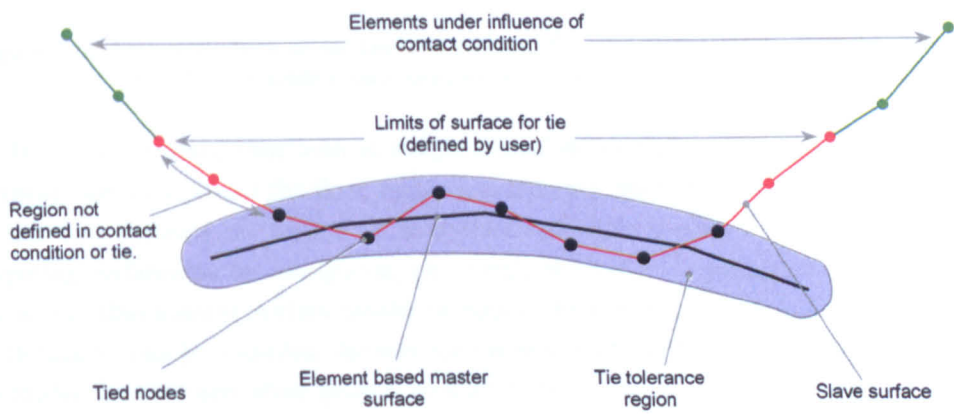 Elements under influence of
contact condition
Limits of surface for tie
(defined by user)
Region not
defined in contact
condition or tie.
Tied nodes
Element based master
surface
Tie tolerance
region
Slave surface